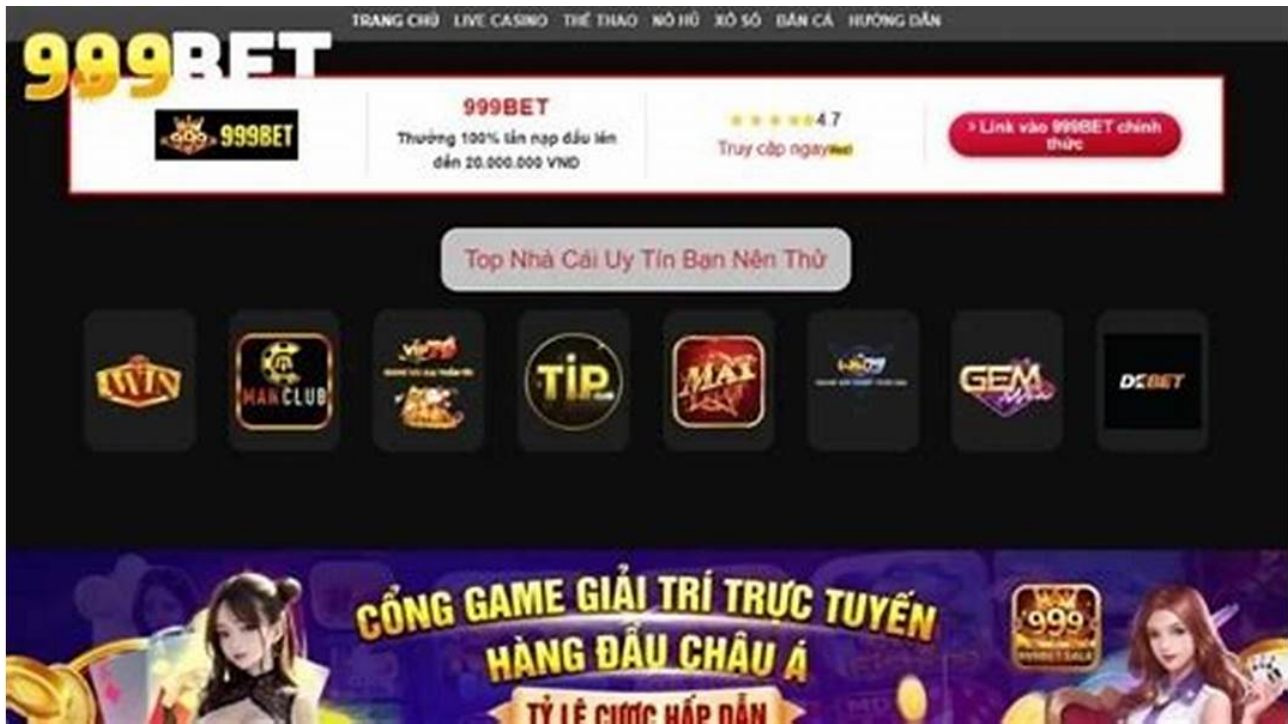 TRANG CHỦ LIVE CASINO THỂ THAO NỔ HŨ XỔ SỐ BẮN CÁ HƯỚNG DẪN
999BET
999BET
999BET
Thưởng 100% lần nạp đầu lên
đến 20.000.000 VND
4.7
Truy cập ngay
› Link vào 999BET chính
thức
Top Nhà Cái Uy Tín Bạn Nên Thử
MANCLUB
TIP
MAY
GEM
DEBET
CỔNG GAME GIẢI TRÍ TRỰC TUYẾN
HÀNG ĐẦU CHÂU Á
999
TỶ LỆ CƯỢC HẤP DẪN